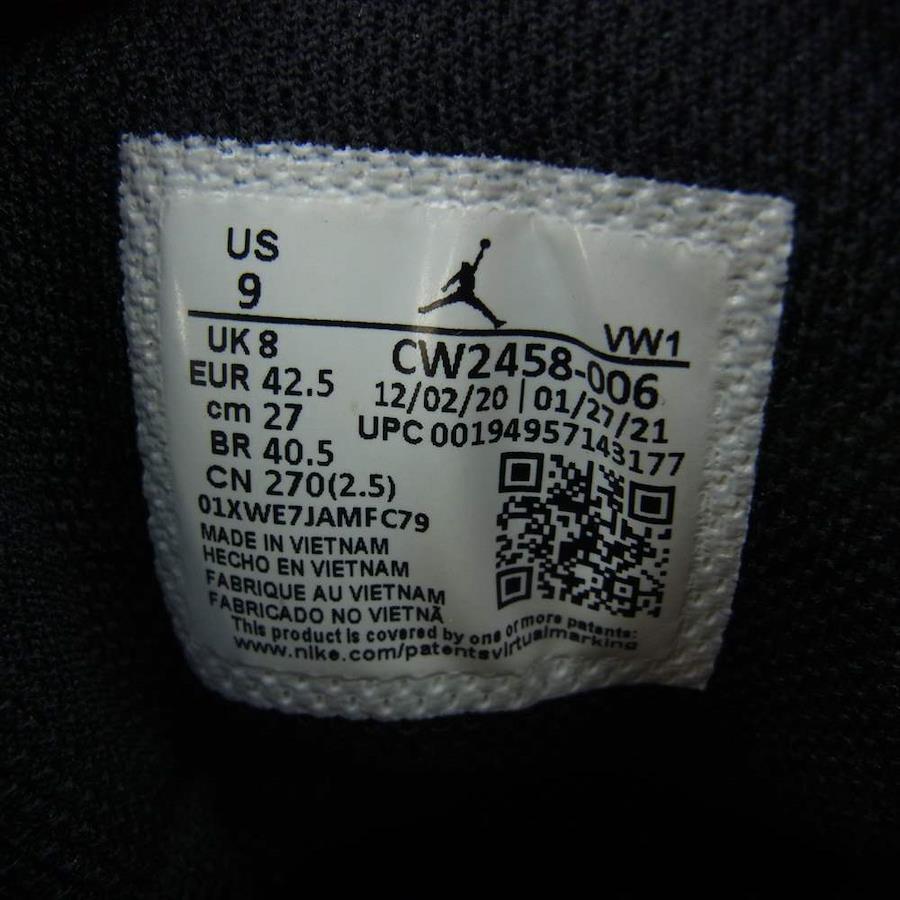 US
9
VW1
UK 8
CW2458-006
EUR 42.5
12/02/20 | 01/27/21
cm 27
UPC 00194957143177
BR 40.5
CN 270(2.5)
01XWE7JAMFC79
MADE IN VIETNAM
HECHO EN VIETNAM
FABRIQUE AU VIETNAM
FABRICADO NO VIETNÃ
This product is covered by one or more patents:
www.nike.com/patentsvirtualmarking